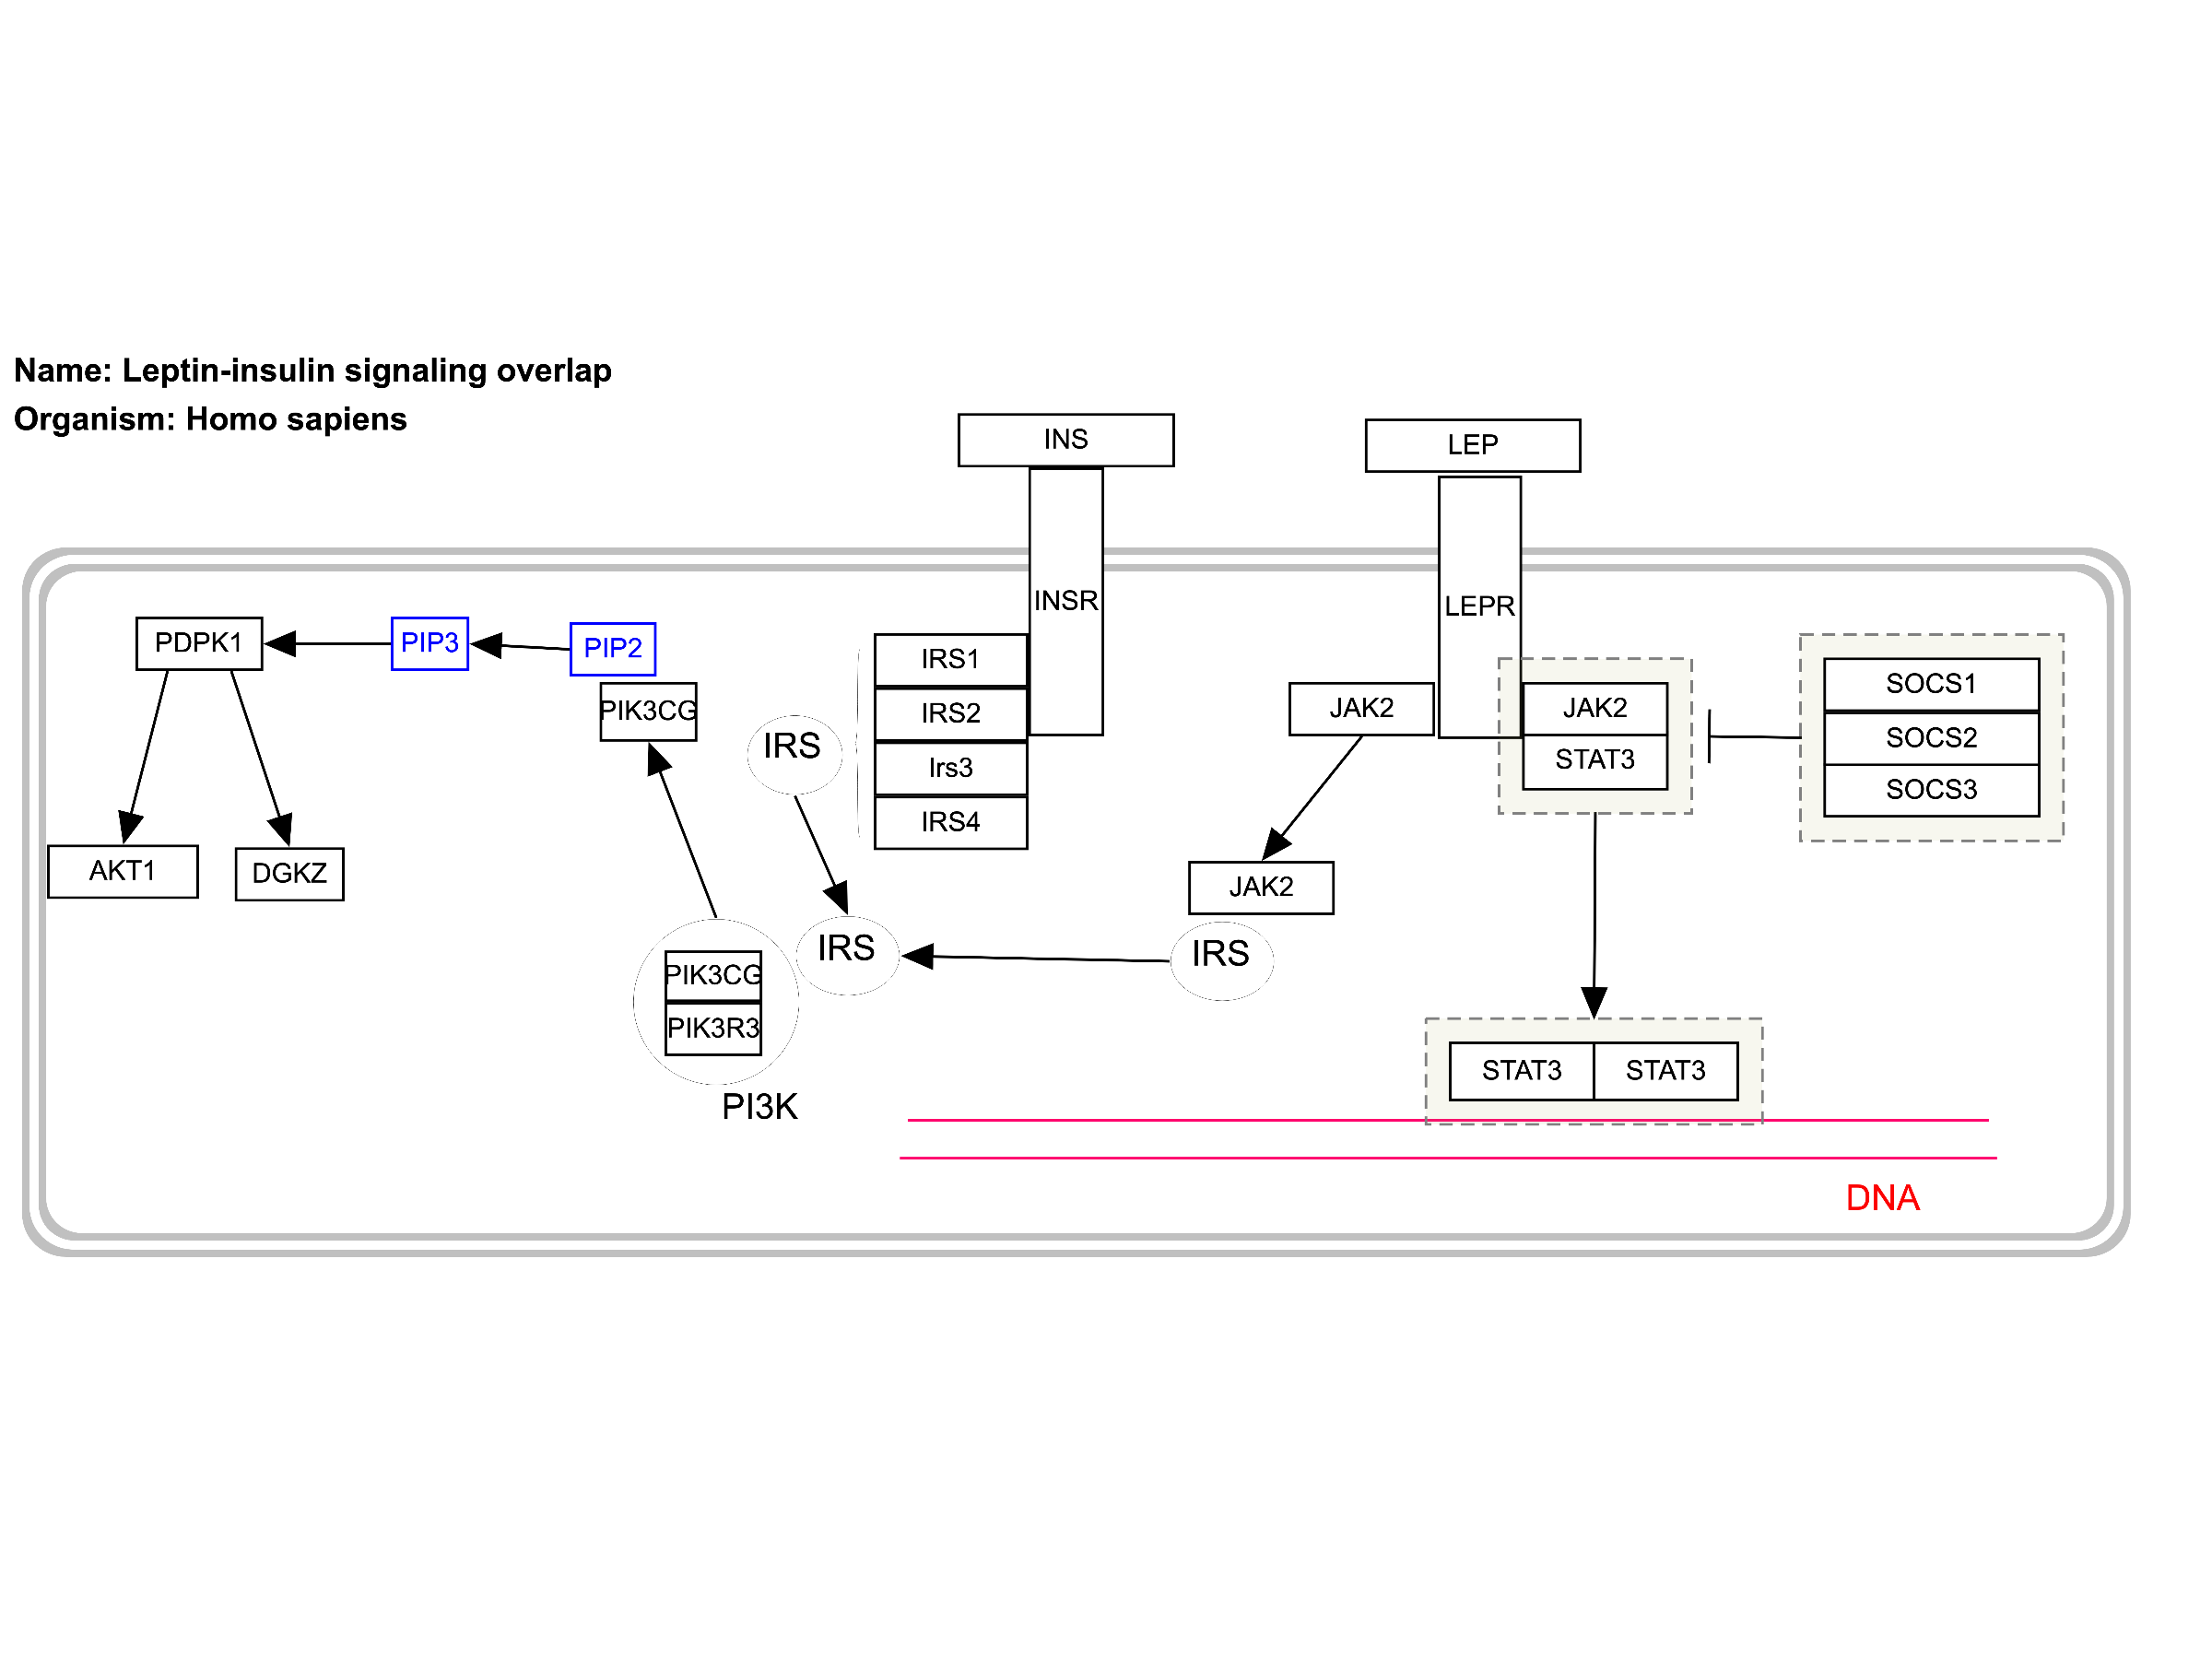 Name: Leptin-insulin signaling overlap
Organism: Homo sapiens
INS
LEP
INSR
LEPR
PDPK1
PIP3
PIP2
PIK3CG
IRS
IRS1
IRS2
Irs3
IRS4
JAK2
JAK2
STAT3
SOCS1
SOCS2
SOCS3
AKT1
DGKZ
JAK2
IRS
IRS
PIK3CG
PIK3R3
PI3K
STAT3
STAT3
DNA